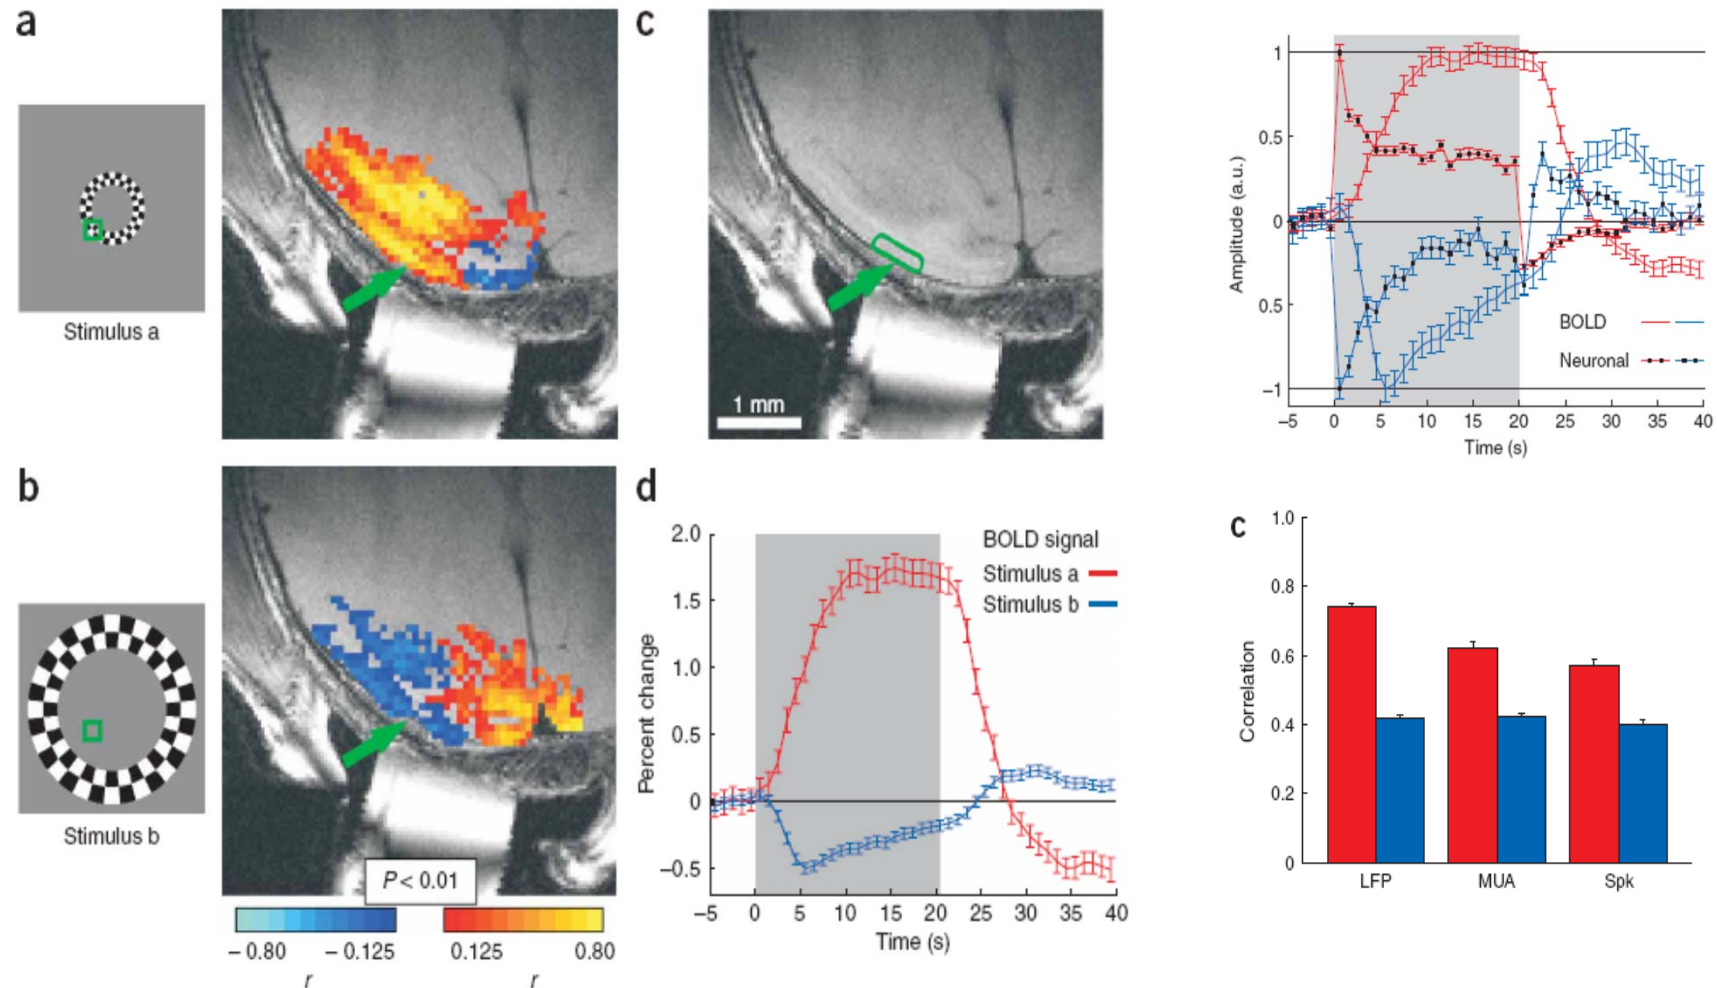 a
Stimulus a
c
1 mm
b
Stimulus b
P < 0.01
– 0.80 – 0.125 0.125 0.80
r r
d
2.0
1.5
1.0
0.5
0
–0.5
Percent change
BOLD signal
Stimulus a
Stimulus b
–5 0 5 10 15 20 25 30 35 40
Time (s)
1
0.5
0
0.5
–1
Amplitude (a.u.)
BOLD
Neuronal
–5 0 5 10 15 20 25 30 35 40
Time (s)
c
1.0
0.8
0.6
0.4
0.2
0
Correlation
LFP MUA Spk